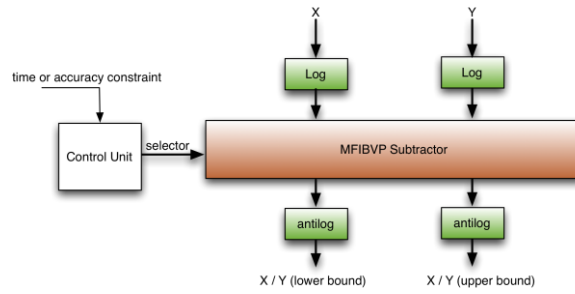 X
Y
Log
Log
time or accuracy constraint
Control Unit
selector
MFIBVP Subtractor
antilog
antilog
X / Y (lower bound)
X / Y (upper bound)